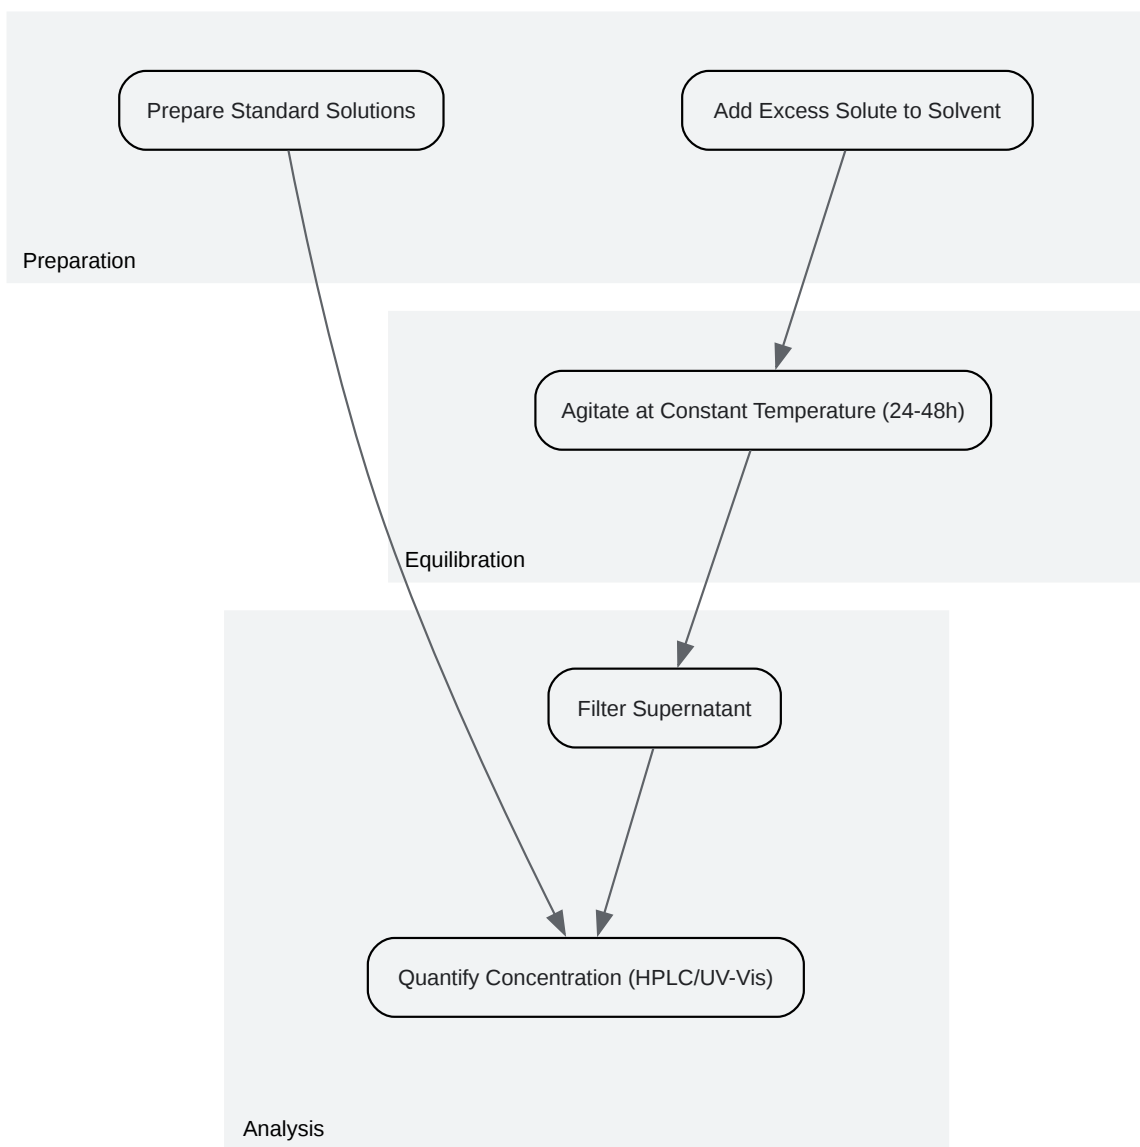 Prepare Standard Solutions
Add Excess Solute to Solvent
Preparation
Agitate at Constant Temperature (24-48h)
Equilibration
Filter Supernatant
Quantify Concentration (HPLC/UV-Vis)
Analysis